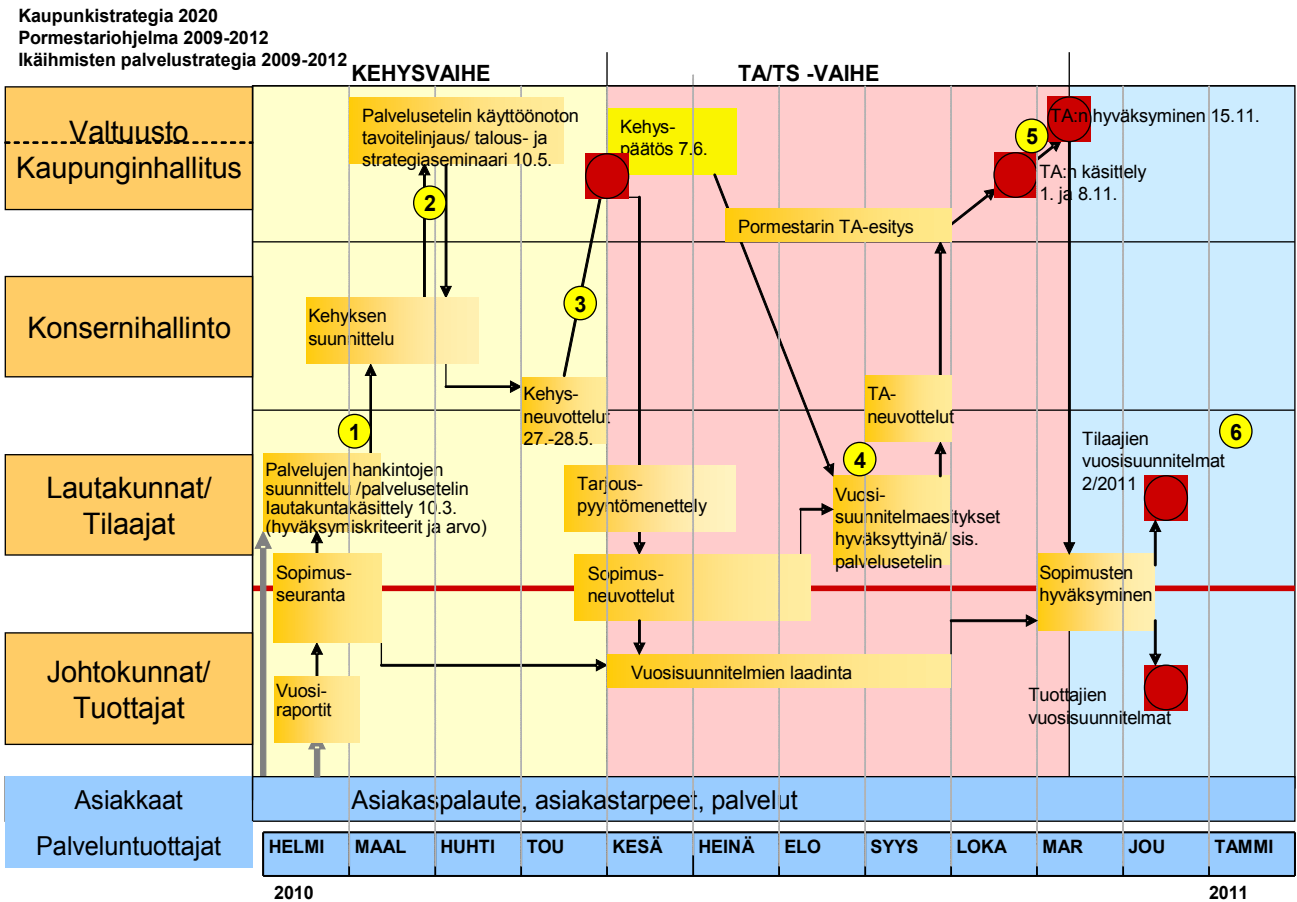 Kaupunkistrategia 2020
Pormestariohjelma 2009-2012
Ikäihmisten palvelustrategia 2009-2012
KEHYSVAIHE
TA/TS -VAIHE
Valtuusto
Kaupunginhallitus
Palvelusetelin käyttöönoton
tavoitelinjaus/ talous- ja
strategiaseminaari 10.5.
Kehys-
päätös 7.6.
TA:n hyväksyminen 15.11.
5
TA:n käsittely
1. ja 8.11.
2
Pormestarin TA-esitys
Konsernihallinto
Kehyksen
suunnittelu
3
Kehys-
neuvottelut
27.-28.5.
TA-
neuvottelut
1
4
6
Lautakunnat/
Tilaajat
Palvelujen hankintojen
suunnittelu /palvelusetelin
lautakuntakäsittely 10.3.
(hyväksymiskriteerit ja arvo)
Tarjous-
pyyntömenettely
Vuosi-
suunnitelmaesitykset
hyväksyttyinä/ sis.
palvelusetelin
Tilaajien
vuosisuunnitelmat
2/2011
Sopimus-
seuranta
Sopimus-
neuvottelut
Sopimusten
hyväksyminen
Johtokunnat/
Tuottajat
Vuosi-
raportit
Vuosisuunnitelmien laadinta
Tuottajien
vuosisuunnitelmat
Asiakkaat
Asiakaspalaute, asiakastarpeet, palvelut
Palveluntuottajat
HELMI MAAL HUHTI TOU KESÄ HEINÄ ELO SYYS LOKA MAR JOU TAMMI
2010 2011